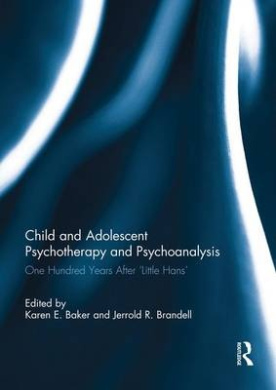 Child and Adolescent
Psychotherapy and Psychoanalysis
One Hundred Years After 'Little Hans'
Edited by
Karen E. Baker and Jerrold R. Brandell
ROUTLEDGE